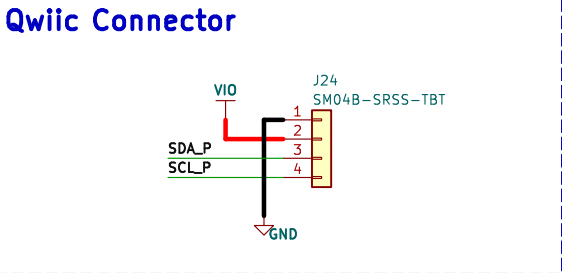 Qwiic Connector
J24
SM04B-SRSS-TBT
VIO
1
2
3
4
SDA_P
SCL_P
GND